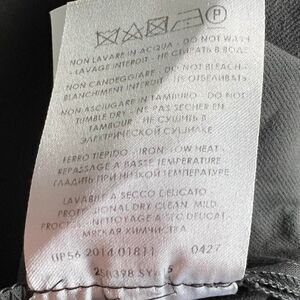 P
NON LAVARE IN ACQUA - DO NOT WASH
- LAVAGE INTERDIT - НЕ СТИРАТЬ В ВОДЕ
NON CANDEGGIARE - DO NOT BLEACH -
BLANCHIMENT INTERDIT - НЕ ОТБЕЛИВАТЬ
NON ASCIUGARE IN TAMBURO - DO NOT
TUMBLE DRY - NE PAS SECHER EN
TAMBOUR - НЕ СУШИТЬ В
ЭЛЕКТРИЧЕСКОЙ СУШИЛКЕ
FERRO TIEPIDO - IRON: LOW HEAT -
REPASSAGE A BASSE TEMPERATURE
ГЛАДИТЬ ПРИ НИЗКОЙ ТЕМПЕРАТУРЕ
LAVABILE A SECCO DELICATO -
PROFESSIONAL DRY CLEAN, MILD
PROCESS - NETTOYAGE A SEC DELICAT -
МЯГКАЯ ХИМЧИСТКА
UP56 2014 01811 0427